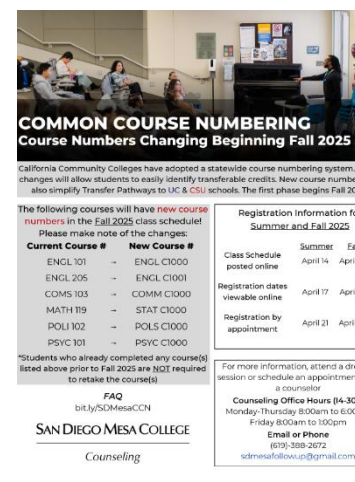 COMMON COURSE NUMBERING
Course Numbers Changing Beginning Fall 2025
California Community Colleges have adopted a statewide course numbering system.
changes will allow students to easily identify transferable credits. New course numbe
also simplify Transfer Pathways to UC & CSU schools. The first phase begins Fall 20
The following courses will have new course
numbers in the Fall 2025 class schedule!
Please make note of the changes:
Current Course # New Course #
ENGL 101 → ENGL C1000
ENGL 205 → ENGL C1001
COMS 103 → COMM C1000
MATH 119 → STAT C1000
POLI 102 → POLS C1000
PSYC 101 → PSYC C1000
*Students who already completed any course(s)
listed above prior to Fall 2025 are NOT required
to retake the course(s)
FAQ
bit.ly/SDMesaCCN
SAN DIEGO MESA COLLEGE
Counseling
Registration Information fo
Summer and Fall 2025
Summer Fa
Class Schedule
posted online April 14 Apri
Registration dates
viewable online April 17 Apri
Registration by
appointment April 21 Apri
For more information, attend a dro
session or schedule an appointmen
a counselor
Counseling Office Hours (I4-30
Monday-Thursday 8:00am to 6:00
Friday 8:00am to 1:00pm
Email or Phone
(619)-388-2672
sdmesafollowup@gmail.com